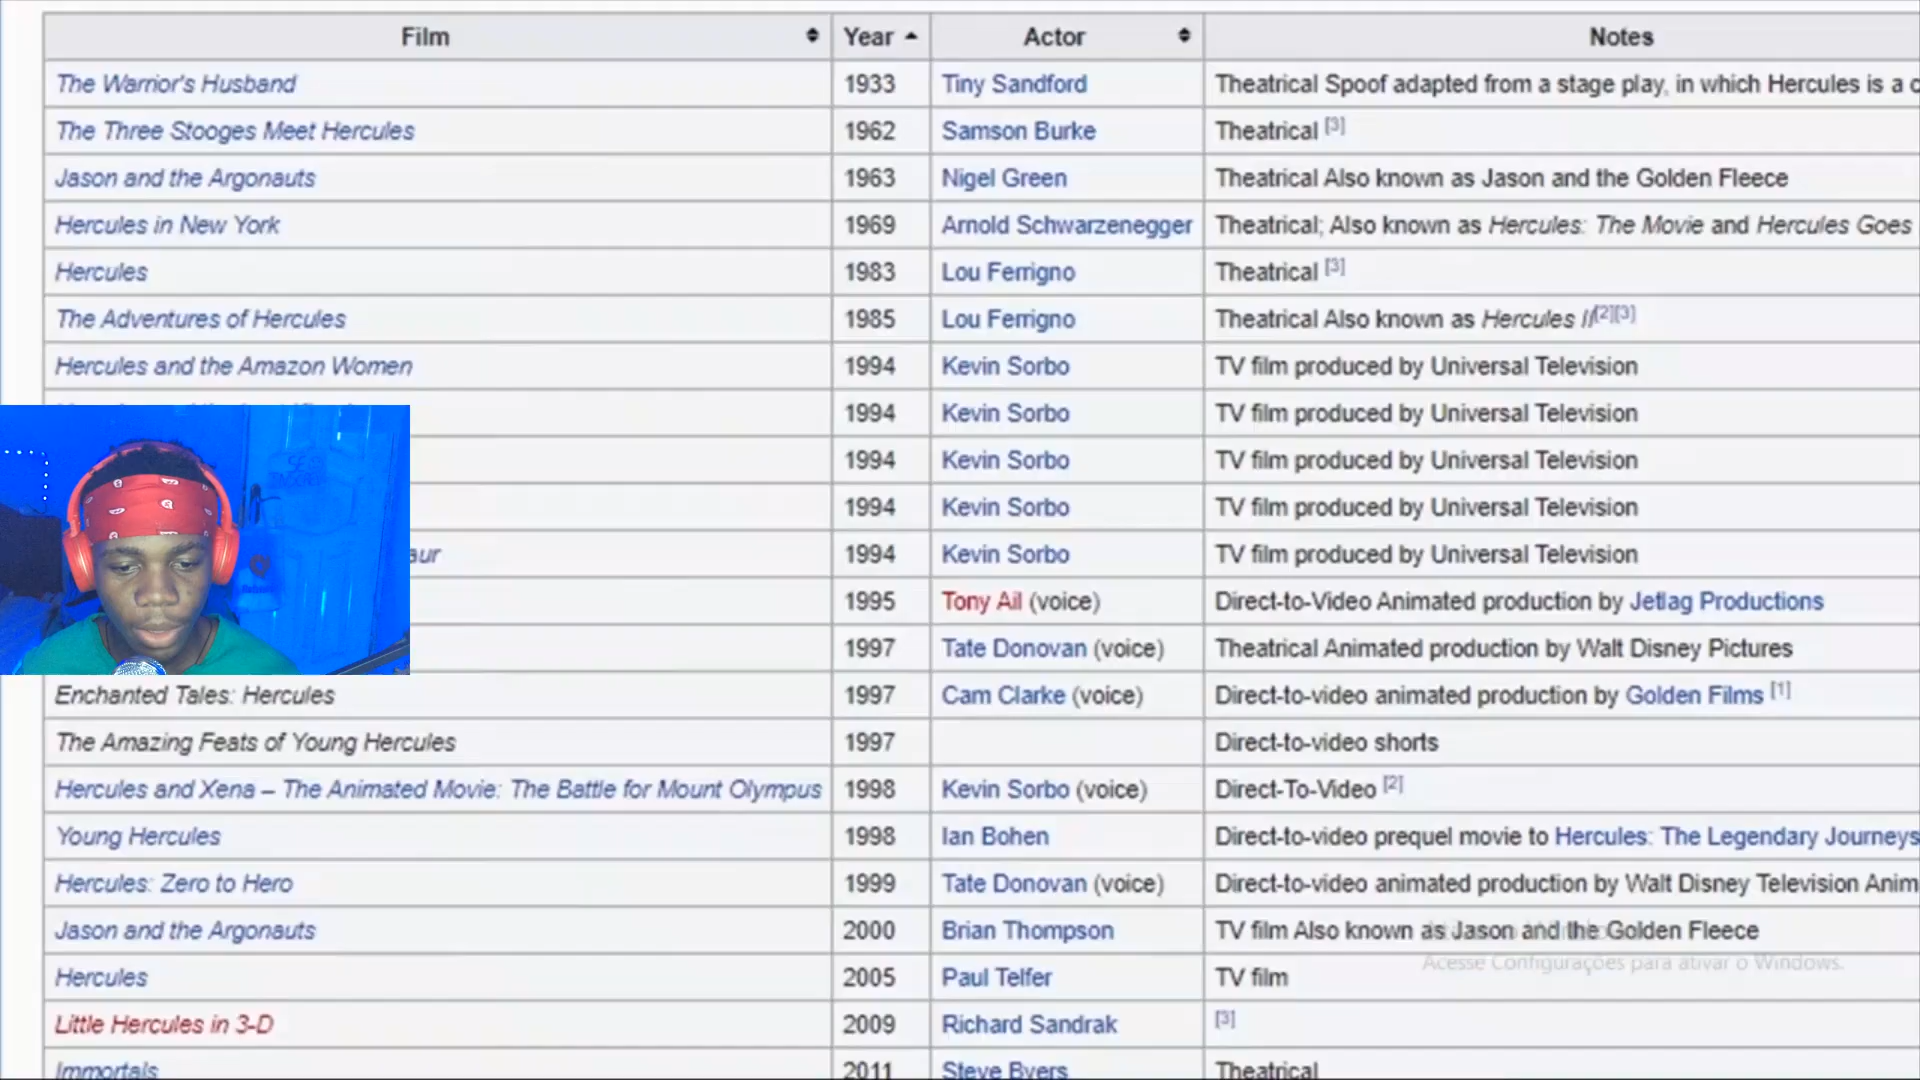 Film Year Actor Notes
The Warrior's Husband 1933 Tiny Sandford Theatrical Spoof adapted from a stage play, in which Hercules is a
The Three Stooges Meet Hercules 1962 Samson Burke Theatrical [3]
Jason and the Argonauts 1963 Nigel Green Theatrical Also known as Jason and the Golden Fleece
Hercules in New York 1969 Arnold Schwarzenegger Theatrical; Also known as Hercules: The Movie and Hercules Goes
Hercules 1983 Lou Ferrigno Theatrical [3]
The Adventures of Hercules 1985 Lou Ferrigno Theatrical Also known as Hercules II[2][3]
Hercules and the Amazon Women 1994 Kevin Sorbo TV film produced by Universal Television
1994 Kevin Sorbo TV film produced by Universal Television
1994 Kevin Sorbo TV film produced by Universal Television
1994 Kevin Sorbo TV film produced by Universal Television
aur 1994 Kevin Sorbo TV film produced by Universal Television
1995 Tony Ail (voice) Direct-to-Video Animated production by Jetlag Productions
1997 Tate Donovan (voice) Theatrical Animated production by Walt Disney Pictures
Enchanted Tales: Hercules 1997 Cam Clarke (voice) Direct-to-video animated production by Golden Films [1]
The Amazing Feats of Young Hercules 1997 Direct-to-video shorts
Hercules and Xena – The Animated Movie: The Battle for Mount Olympus 1998 Kevin Sorbo (voice) Direct-To-Video [2]
Young Hercules 1998 Ian Bohen Direct-to-video prequel movie to Hercules: The Legendary Journeys
Hercules: Zero to Hero 1999 Tate Donovan (voice) Direct-to-video animated production by Walt Disney Television Anim
Jason and the Argonauts 2000 Brian Thompson TV film Also known as Jason and the Golden Fleece
Acesse Configurações para ativar o Windows.
Hercules 2005 Paul Telfer TV film
Little Hercules in 3-D 2009 Richard Sandrak [3]
Immortals 2011 Steve Byers Theatrical